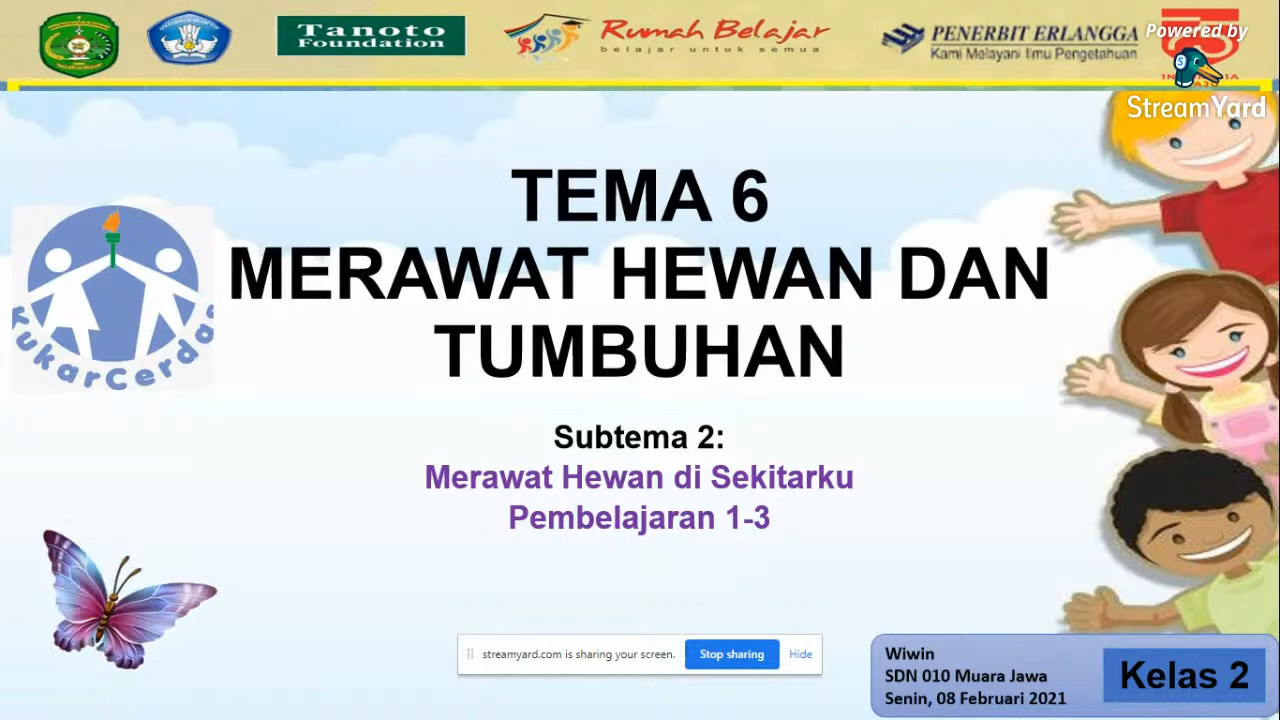 Tanoto
Foundation
Rumah Belajar
belajar untuk semua
PENERBIT ERLANGGA
Kami Melayani Ilmu Pengetahuan
Powered by
StreamYard
TEMA 6
MERAWAT HEWAN DAN
TUMBUHAN
KukarCerdas
Subtema 2:
Merawat Hewan di Sekitarku
Pembelajaran 1-3
streamyard.com is sharing your screen.
Stop sharing
Hide
Wiwin
SDN 010 Muara Jawa
Senin, 08 Februari 2021
Kelas 2